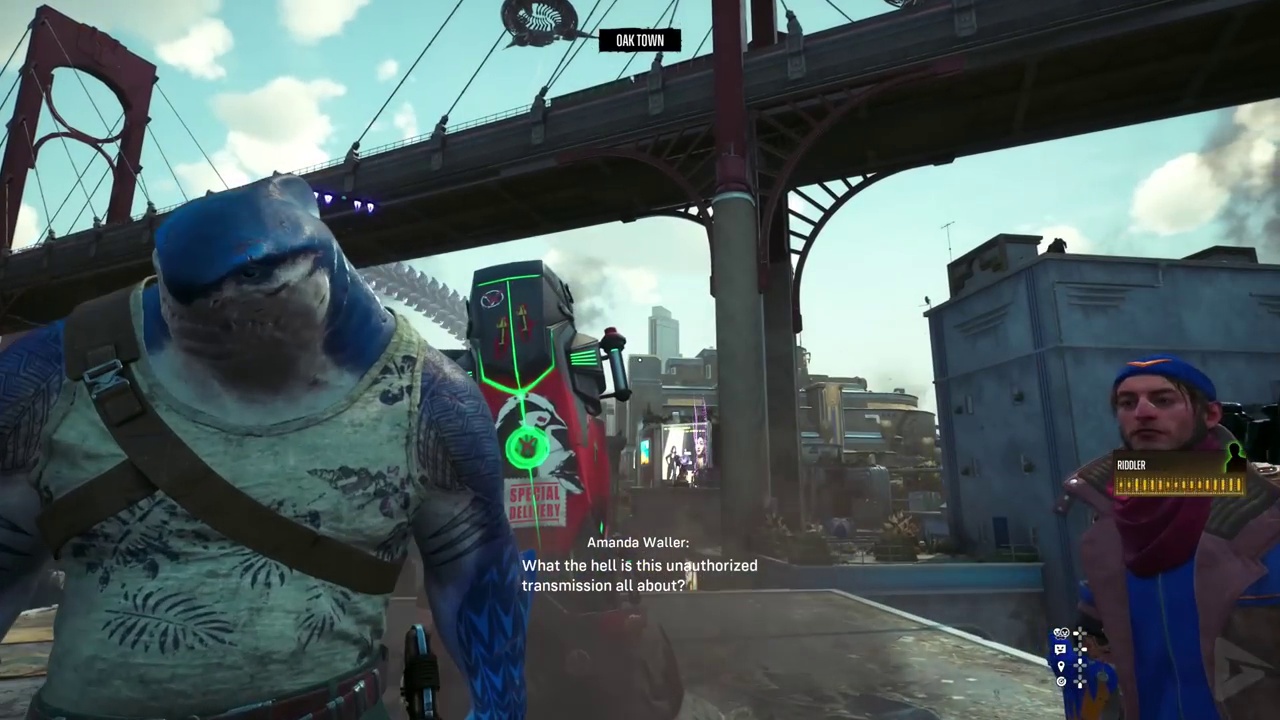 OAK TOWN
RIDDLER
SPECIAL
DELIVERY
Amanda Waller:
What the hell is this unauthorized
transmission all about?